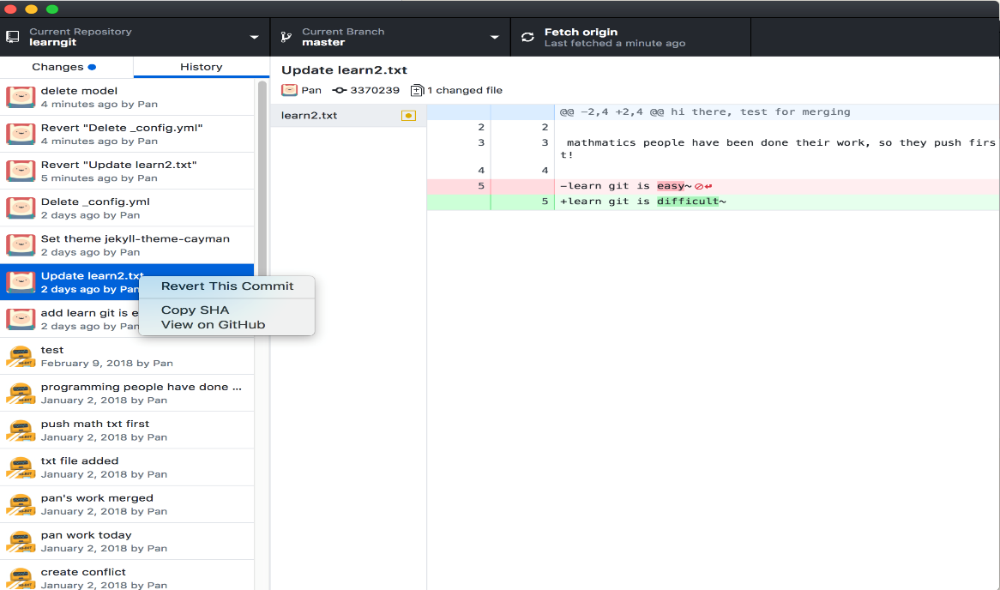 Current Repository
learngit
Current Branch
master
Fetch origin
Last fetched a minute ago
Changes
History
delete model
4 minutes ago by Pan
Revert "Delete _config.yml"
4 minutes ago by Pan
Revert "Update learn2.txt"
5 minutes ago by Pan
Delete _config.yml
2 days ago by Pan
Set theme jekyll-theme-cayman
2 days ago by Pan
Update learn2.txt
2 days ago by Pan
add learn git is e
2 days ago by Pan
test
February 9, 2018 by Pan
programming people have done ...
January 2, 2018 by Pan
push math txt first
January 2, 2018 by Pan
txt file added
January 2, 2018 by Pan
pan's work merged
January 2, 2018 by Pan
pan work today
January 2, 2018 by Pan
create conflict
January 2, 2018 by Pan
Revert This Commit
Copy SHA
View on GitHub
Update learn2.txt
Pan 3370239 1 changed file
learn2.txt
@@ -2,4 +2,4 @@ hi there, test for merging
2 2
3 3 mathmatics people have been done their work, so they push firs
t!
4 4
5 -learn git is easy~
5 +learn git is difficult~